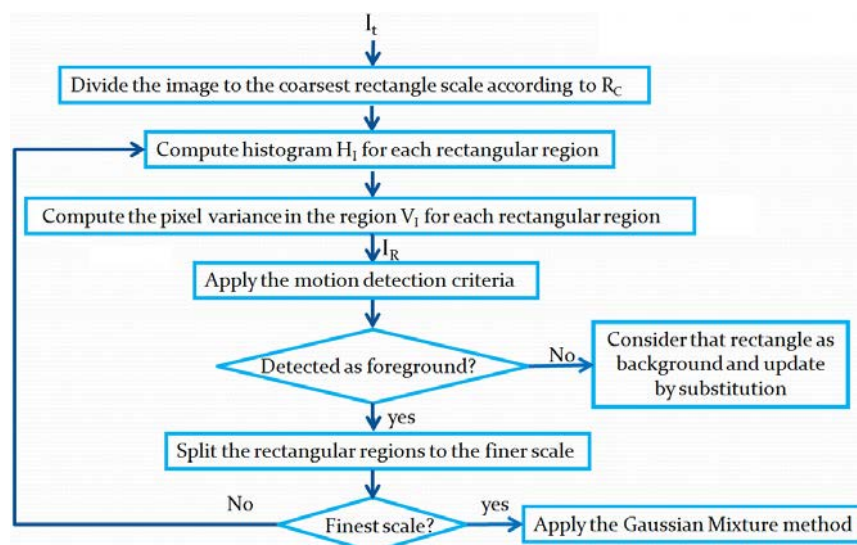 I_t
Divide the image to the coarsest rectangle scale according to R_C
Compute histogram H_I for each rectangular region
Compute the pixel variance in the region V_I for each rectangular region
I_R
Apply the motion detection criteria
Detected as foreground?
No
Consider that rectangle as
background and update
by substitution
yes
Split the rectangular regions to the finer scale
No
Finest scale?
yes
Apply the Gaussian Mixture method